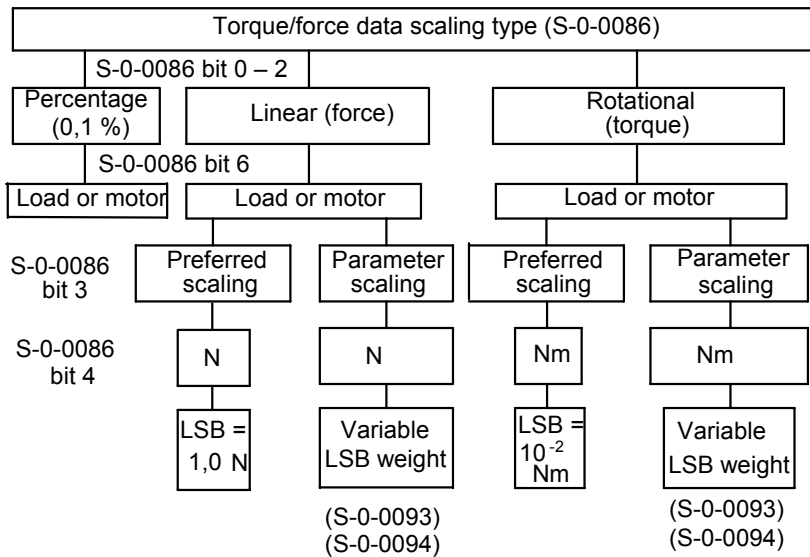 Torque/force data scaling type (S-0-0086)
S-0-0086 bit 0 – 2
Percentage
(0,1 %)
Linear (force)
Rotational
(torque)
S-0-0086 bit 6
Load or motor
Load or motor
Load or motor
S-0-0086
bit 3
Preferred
scaling
Parameter
scaling
Preferred
scaling
Parameter
scaling
S-0-0086
bit 4
N
N
Nm
Nm
LSB =
1,0 N
Variable
LSB weight
LSB =
10⁻²
Nm
Variable
LSB weight
(S-0-0093)
(S-0-0094)
(S-0-0093)
(S-0-0094)